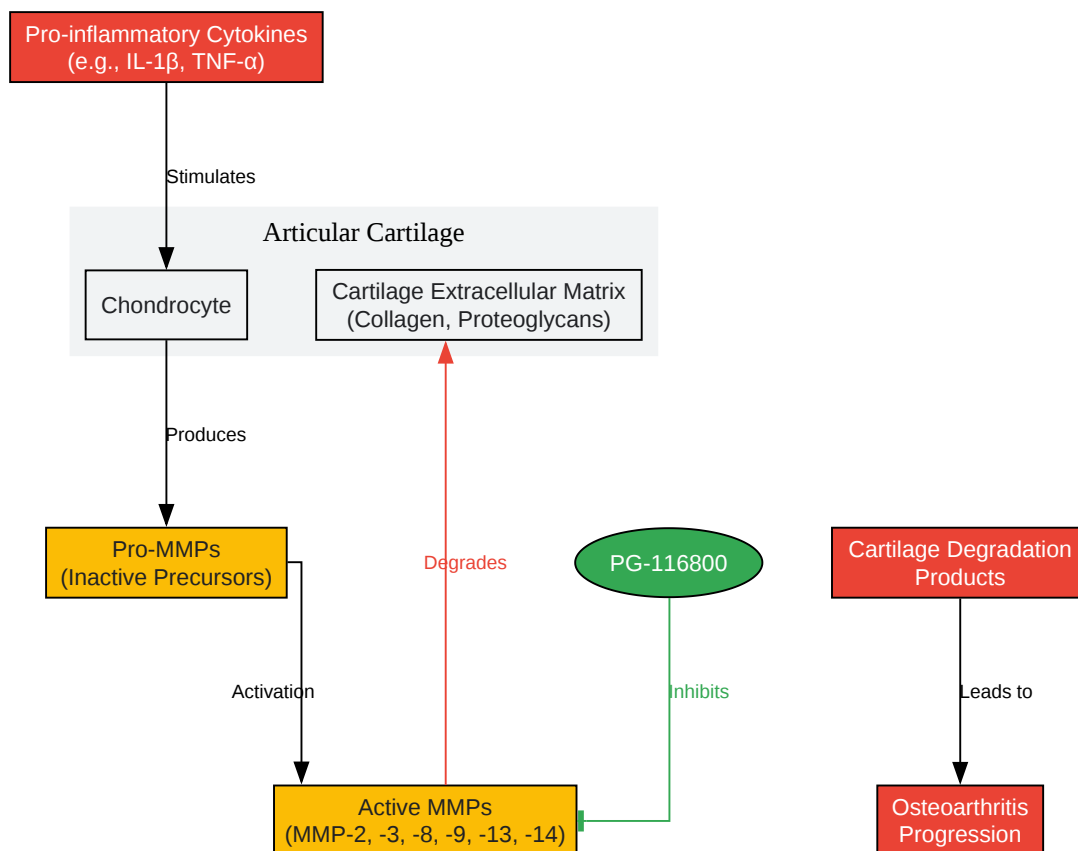 Pro-inflammatory Cytokines
(e.g., IL-1β, TNF-α)
Stimulates
Articular Cartilage
Chondrocyte
Cartilage Extracellular Matrix
(Collagen, Proteoglycans)
Produces
Pro-MMPs
(Inactive Precursors)
Degrades
PG-116800
Cartilage Degradation
Products
Activation
Inhibits
Leads to
Active MMPs
(MMP-2, -3, -8, -9, -13, -14)
Osteoarthritis
Progression